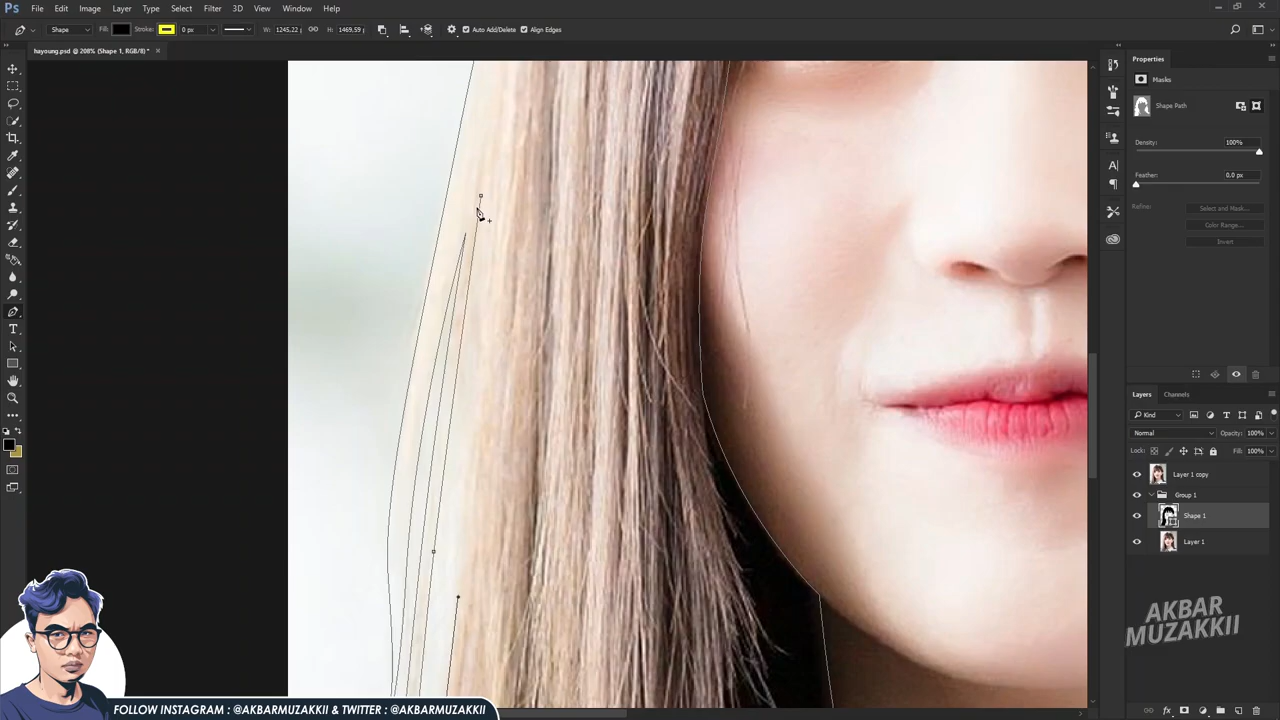 Ps File Edit Image Layer Type Select Filter 3D View Window Help
Shape Fill: Stroke: 0 px W: 1245,22 H: 1469,59 Auto Add/Delete Align Edges
hayoung.psd @ 208% (Shape 1, RGB/8) * ×
Properties
Masks
Shape Path
Density: 100%
Feather: 0.0 px
Refine: Select and Mask...
Color Range...
Invert
Layers Channels
Kind
Normal Opacity: 100%
Lock: Fill: 100%
Layer 1 copy
Group 1
Shape 1
Layer 1
AKBAR
MUZAKKII
FOLLOW INSTAGRAM : @AKBARMUZAKKII & TWITTER : @AKBARMUZAKKII